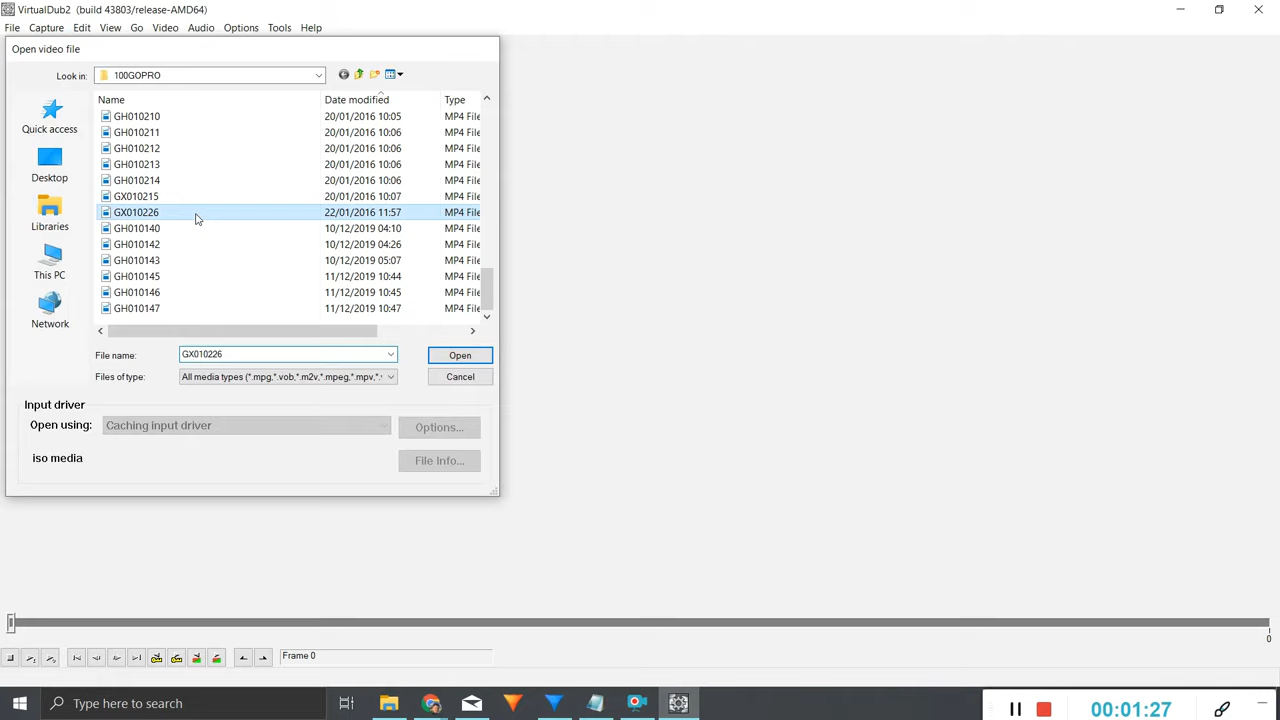 VirtualDub2 (build 43803/release-AMD64)
File Capture Edit View Go Video Audio Options Tools Help
Open video file
Look in: 100GOPRO
Name Date modified Type
GH010210 20/01/2016 10:05 MP4 File
GH010211 20/01/2016 10:06 MP4 File
GH010212 20/01/2016 10:06 MP4 File
GH010213 20/01/2016 10:06 MP4 File
GH010214 20/01/2016 10:06 MP4 File
GX010215 20/01/2016 10:07 MP4 File
GX010226 22/01/2016 11:57 MP4 File
GH010140 10/12/2019 04:10 MP4 File
GH010142 10/12/2019 04:26 MP4 File
GH010143 10/12/2019 05:07 MP4 File
GH010145 11/12/2019 10:44 MP4 File
GH010146 11/12/2019 10:45 MP4 File
GH010147 11/12/2019 10:47 MP4 File
Quick access
Desktop
Libraries
This PC
Network
File name: GX010226 Open
Files of type: All media types (*.mpg,*.vob,*.m2v,*.mpeg,*.mpv,*. Cancel
Input driver
Open using: Caching input driver Options...
iso media File Info...
0
Frame 0
Type here to search
00:01:27